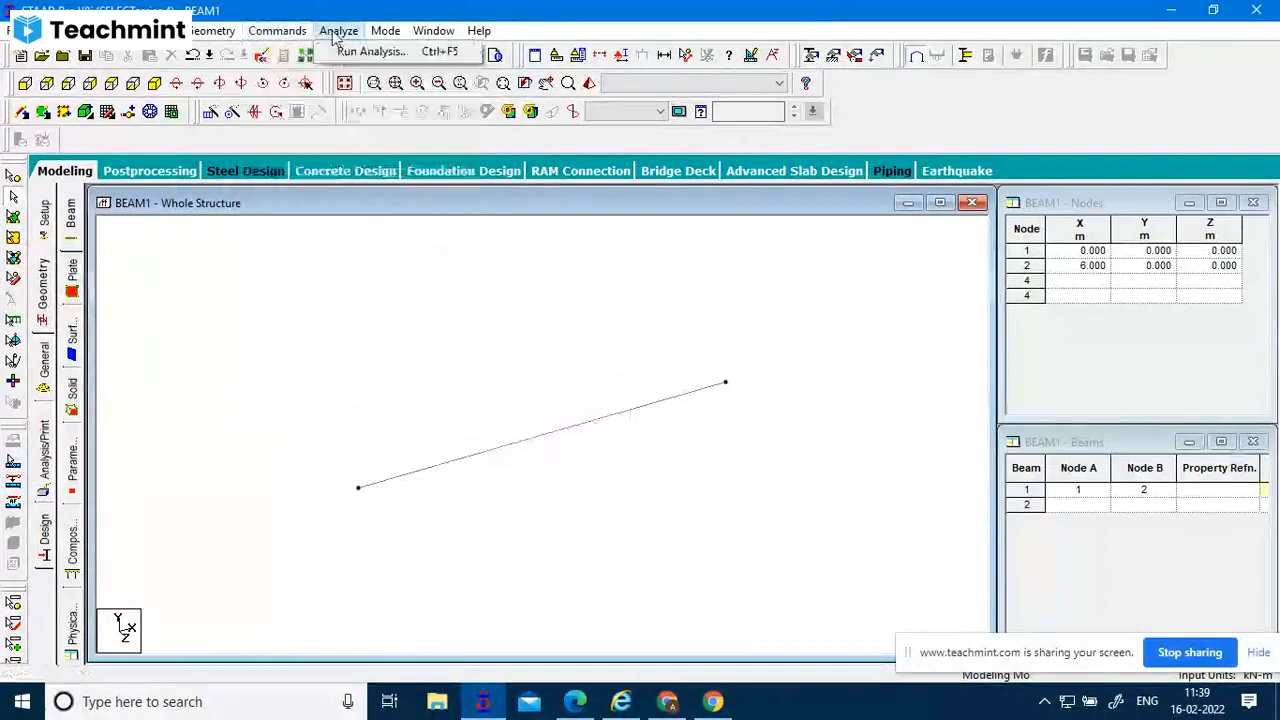 BEAM1
Teachmint
Geometry Commands Analyze Mode Window Help
Run Analysis... Ctrl+F5
Modeling Postprocessing Steel Design Concrete Design Foundation Design RAM Connection Bridge Deck Advanced Slab Design Piping Earthquake
BEAM1 - Whole Structure
Setup
Geometry
General
Analysis/Print
Design
Beam
Plate
Surf...
Solid
Parame...
Compos...
Physica...
Y
X
Z
BEAM1 - Nodes
Node X m Y m Z m
1 0.000 0.000 0.000
2 6.000 0.000 0.000
4
4
BEAM1 - Beams
Beam Node A Node B Property Refn.
1 1 2
2
www.teachmint.com is sharing your screen. Stop sharing Hide
Modeling Mo Input Units: kN-m
Type here to search
ENG
11:39
16-02-2022